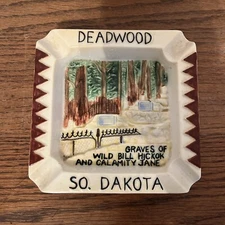 DEADWOOD
GRAVES OF
WILD BILL HICKOK
AND CALAMITY JANE
SO. DAKOTA